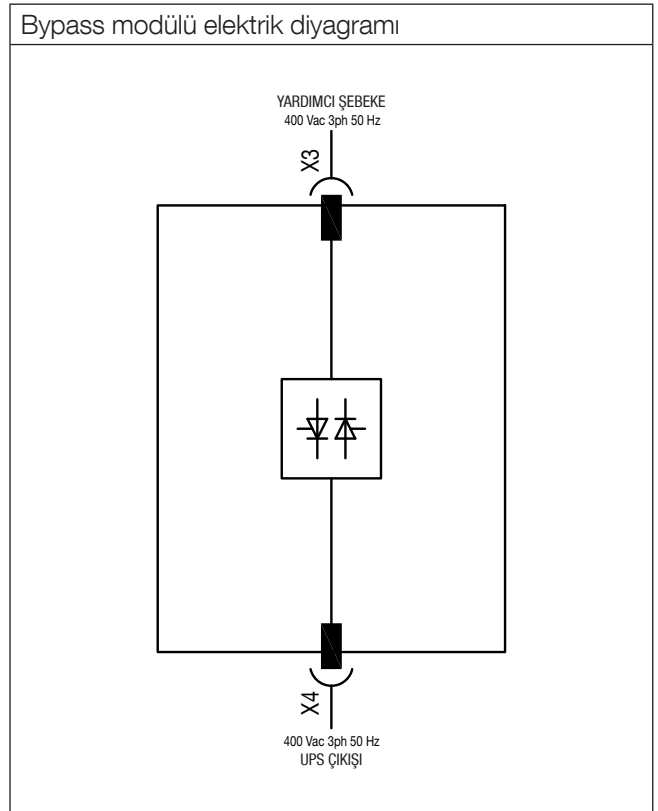 Bypass modülü elektrik diyagramı
YARDIMCI ŞEBEKE
400 Vac 3ph 50 Hz
X3
X4
400 Vac 3ph 50 Hz
UPS ÇIKIŞI